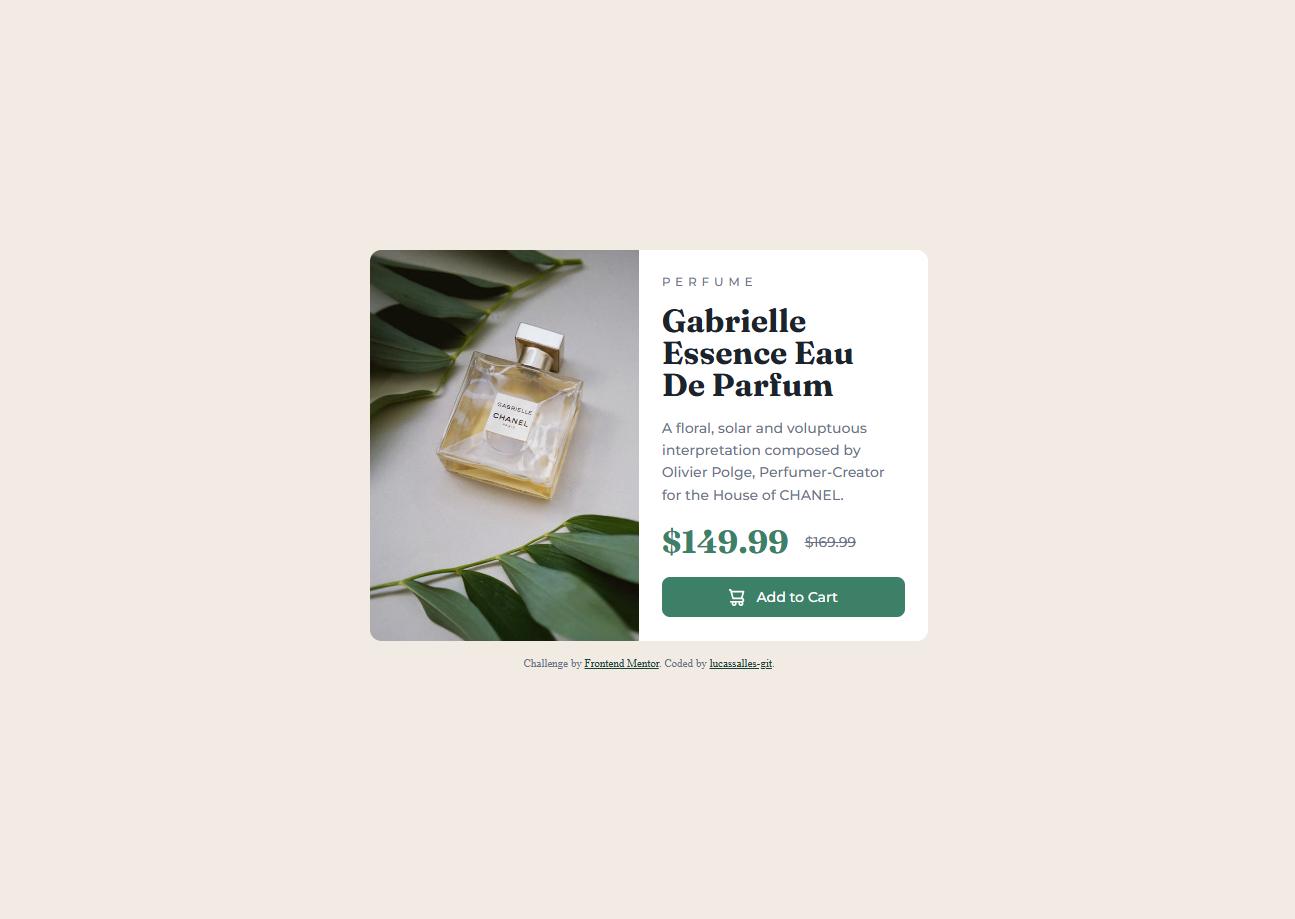 PERFUME
Gabrielle
Essence Eau
De Parfum
A floral, solar and voluptuous
interpretation composed by
Olivier Polge, Perfumer-Creator
for the House of CHANEL.
$149.99 $169.99
Add to Cart
GABRIELLE
CHANEL
PARIS
Challenge by Frontend Mentor. Coded by lucassalles-git.